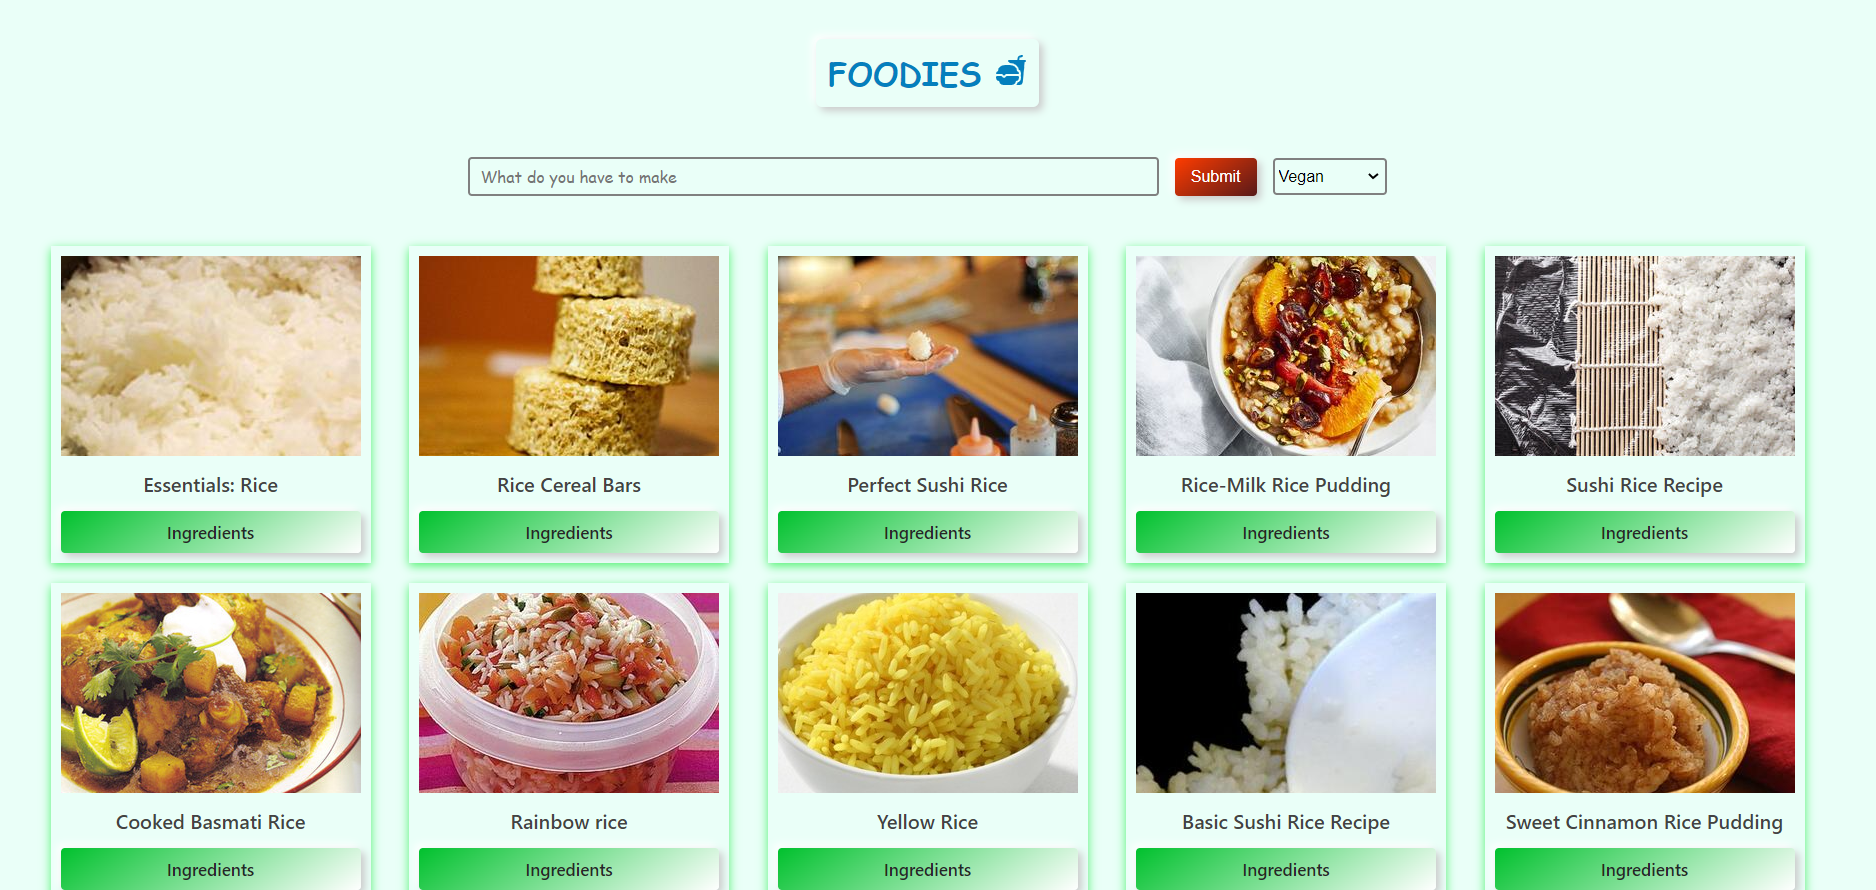 FOODIES
What do you have to make
Submit
Vegan
Essentials: Rice
Rice Cereal Bars
Perfect Sushi Rice
Rice-Milk Rice Pudding
Sushi Rice Recipe
Ingredients
Ingredients
Ingredients
Ingredients
Ingredients
Cooked Basmati Rice
Rainbow rice
Yellow Rice
Basic Sushi Rice Recipe
Sweet Cinnamon Rice Pudding
Ingredients
Ingredients
Ingredients
Ingredients
Ingredients